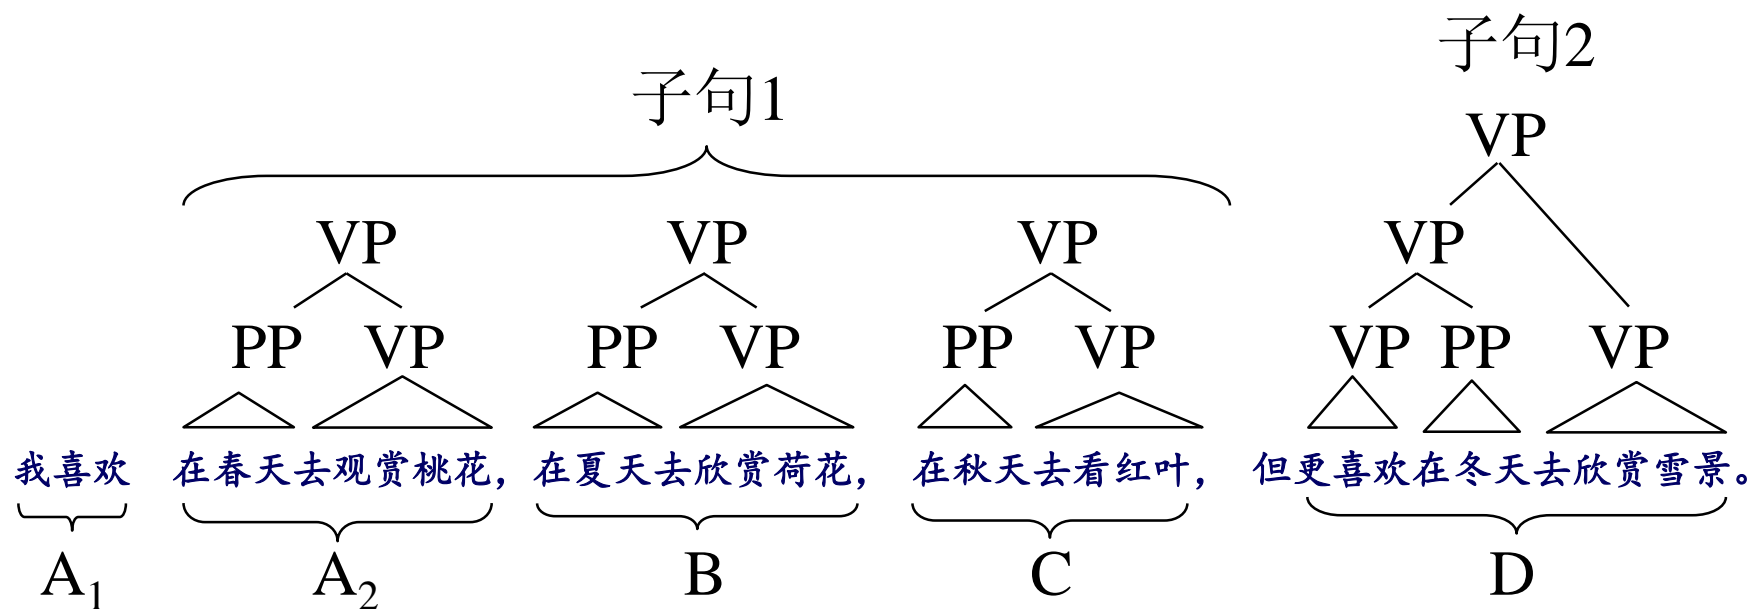 子句2
子句1
VP
VP VP VP VP
PP VP PP VP PP VP VP PP VP
我喜欢 在春天去观赏桃花, 在夏天去欣赏荷花, 在秋天去看红叶, 但更喜欢在冬天去欣赏雪景。
A1 A2 B C D